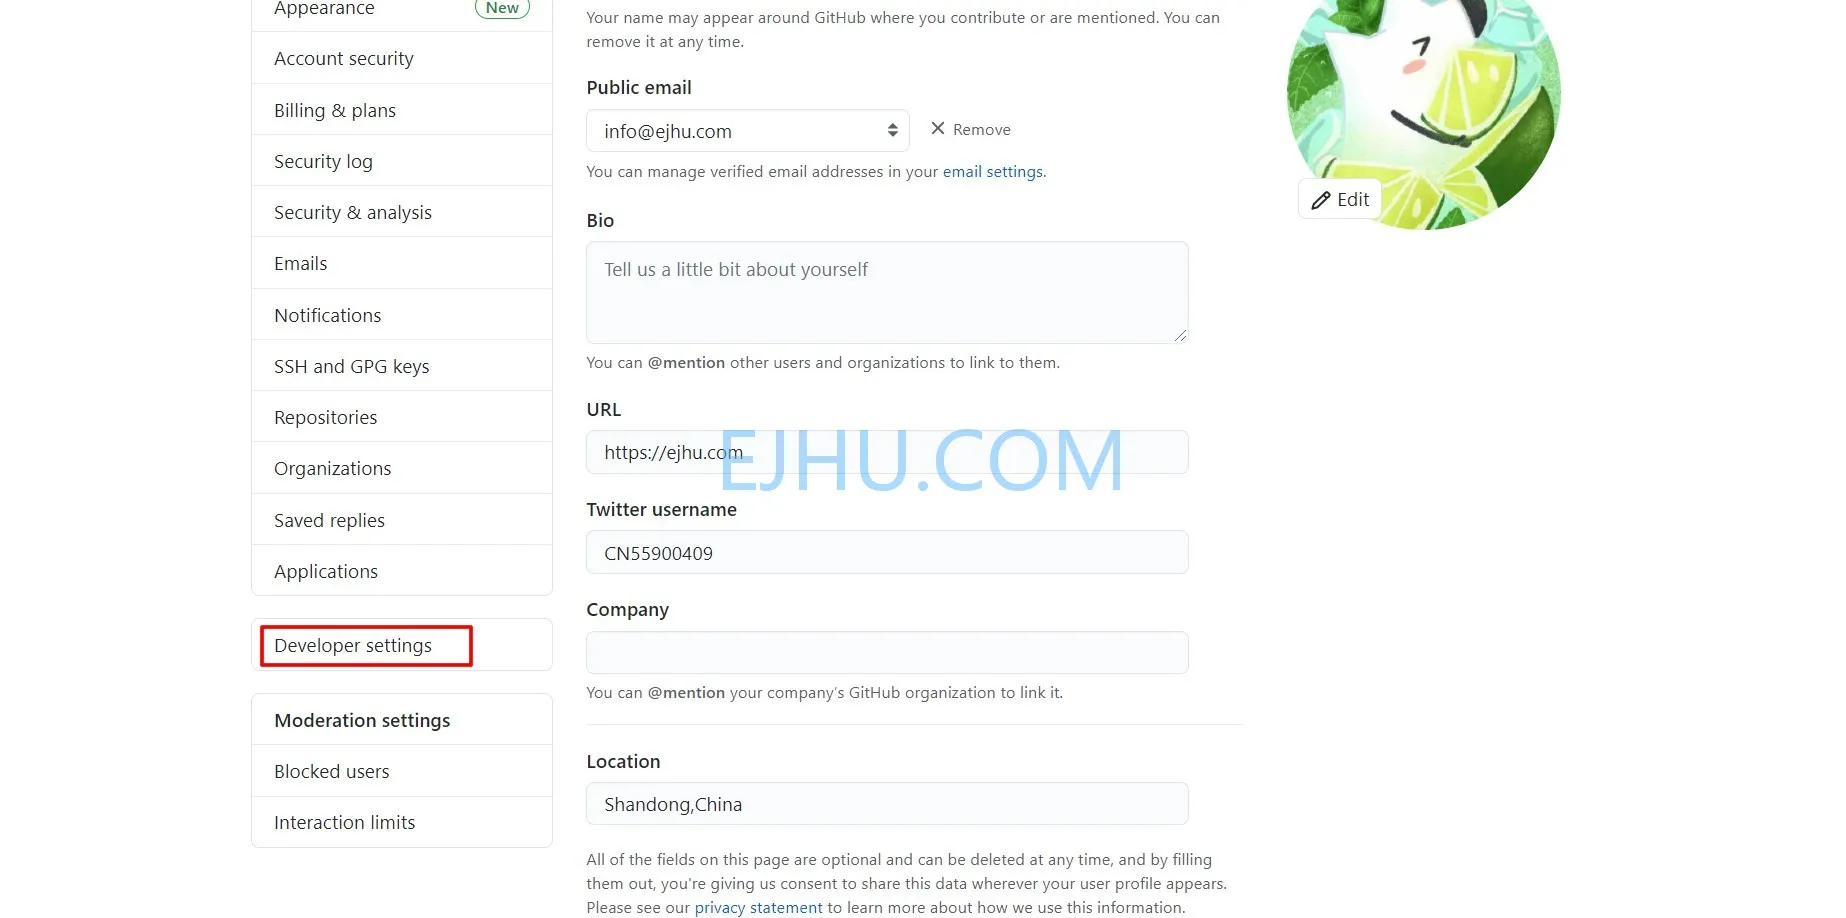 Appearance
New
Account security
Billing & plans
Security log
Security & analysis
Emails
Notifications
SSH and GPG keys
Repositories
Organizations
Saved replies
Applications
Developer settings
Moderation settings
Blocked users
Interaction limits
Your name may appear around GitHub where you contribute or are mentioned. You can
remove it at any time.
Public email
info@ejhu.com
Remove
You can manage verified email addresses in your email settings.
Bio
Tell us a little bit about yourself
You can @mention other users and organizations to link to them.
URL
https://ejhu.com
EJHU.COM
Twitter username
CN55900409
Company
You can @mention your company's GitHub organization to link it.
Location
Shandong,China
All of the fields on this page are optional and can be deleted at any time, and by filling
them out, you're giving us consent to share this data wherever your user profile appears.
Please see our privacy statement to learn more about how we use this information.
Edit